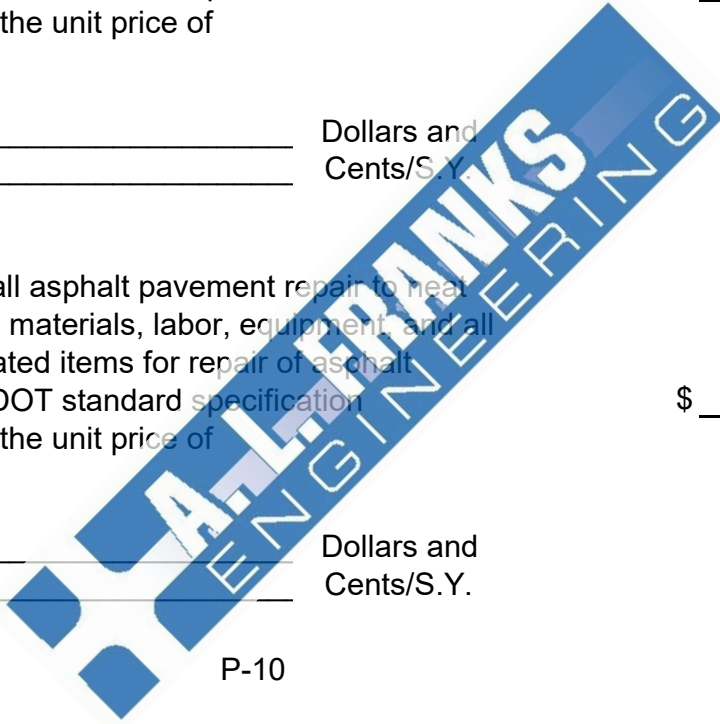 the unit price of
Dollars and
Cents/S.Y.
all asphalt pavement repair to neat
materials, labor, equipment, and all
ated items for repair of asphalt
DOT standard specification
$
the unit price of
Dollars and
Cents/S.Y.
P-10
A. L. FRANKS
ENGINEERING